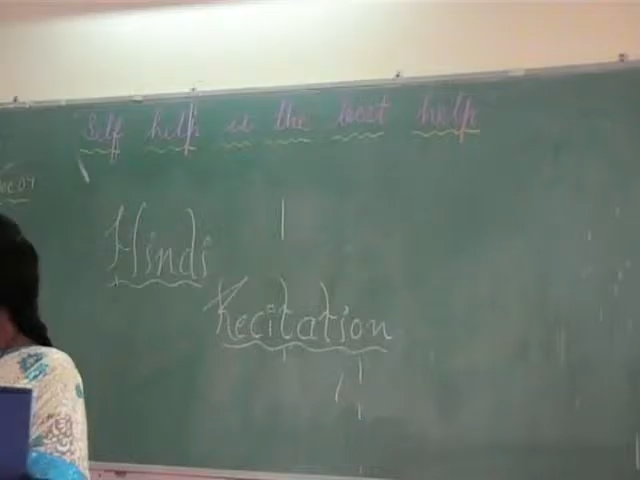 Self help is the best help
Hindi
Recitation